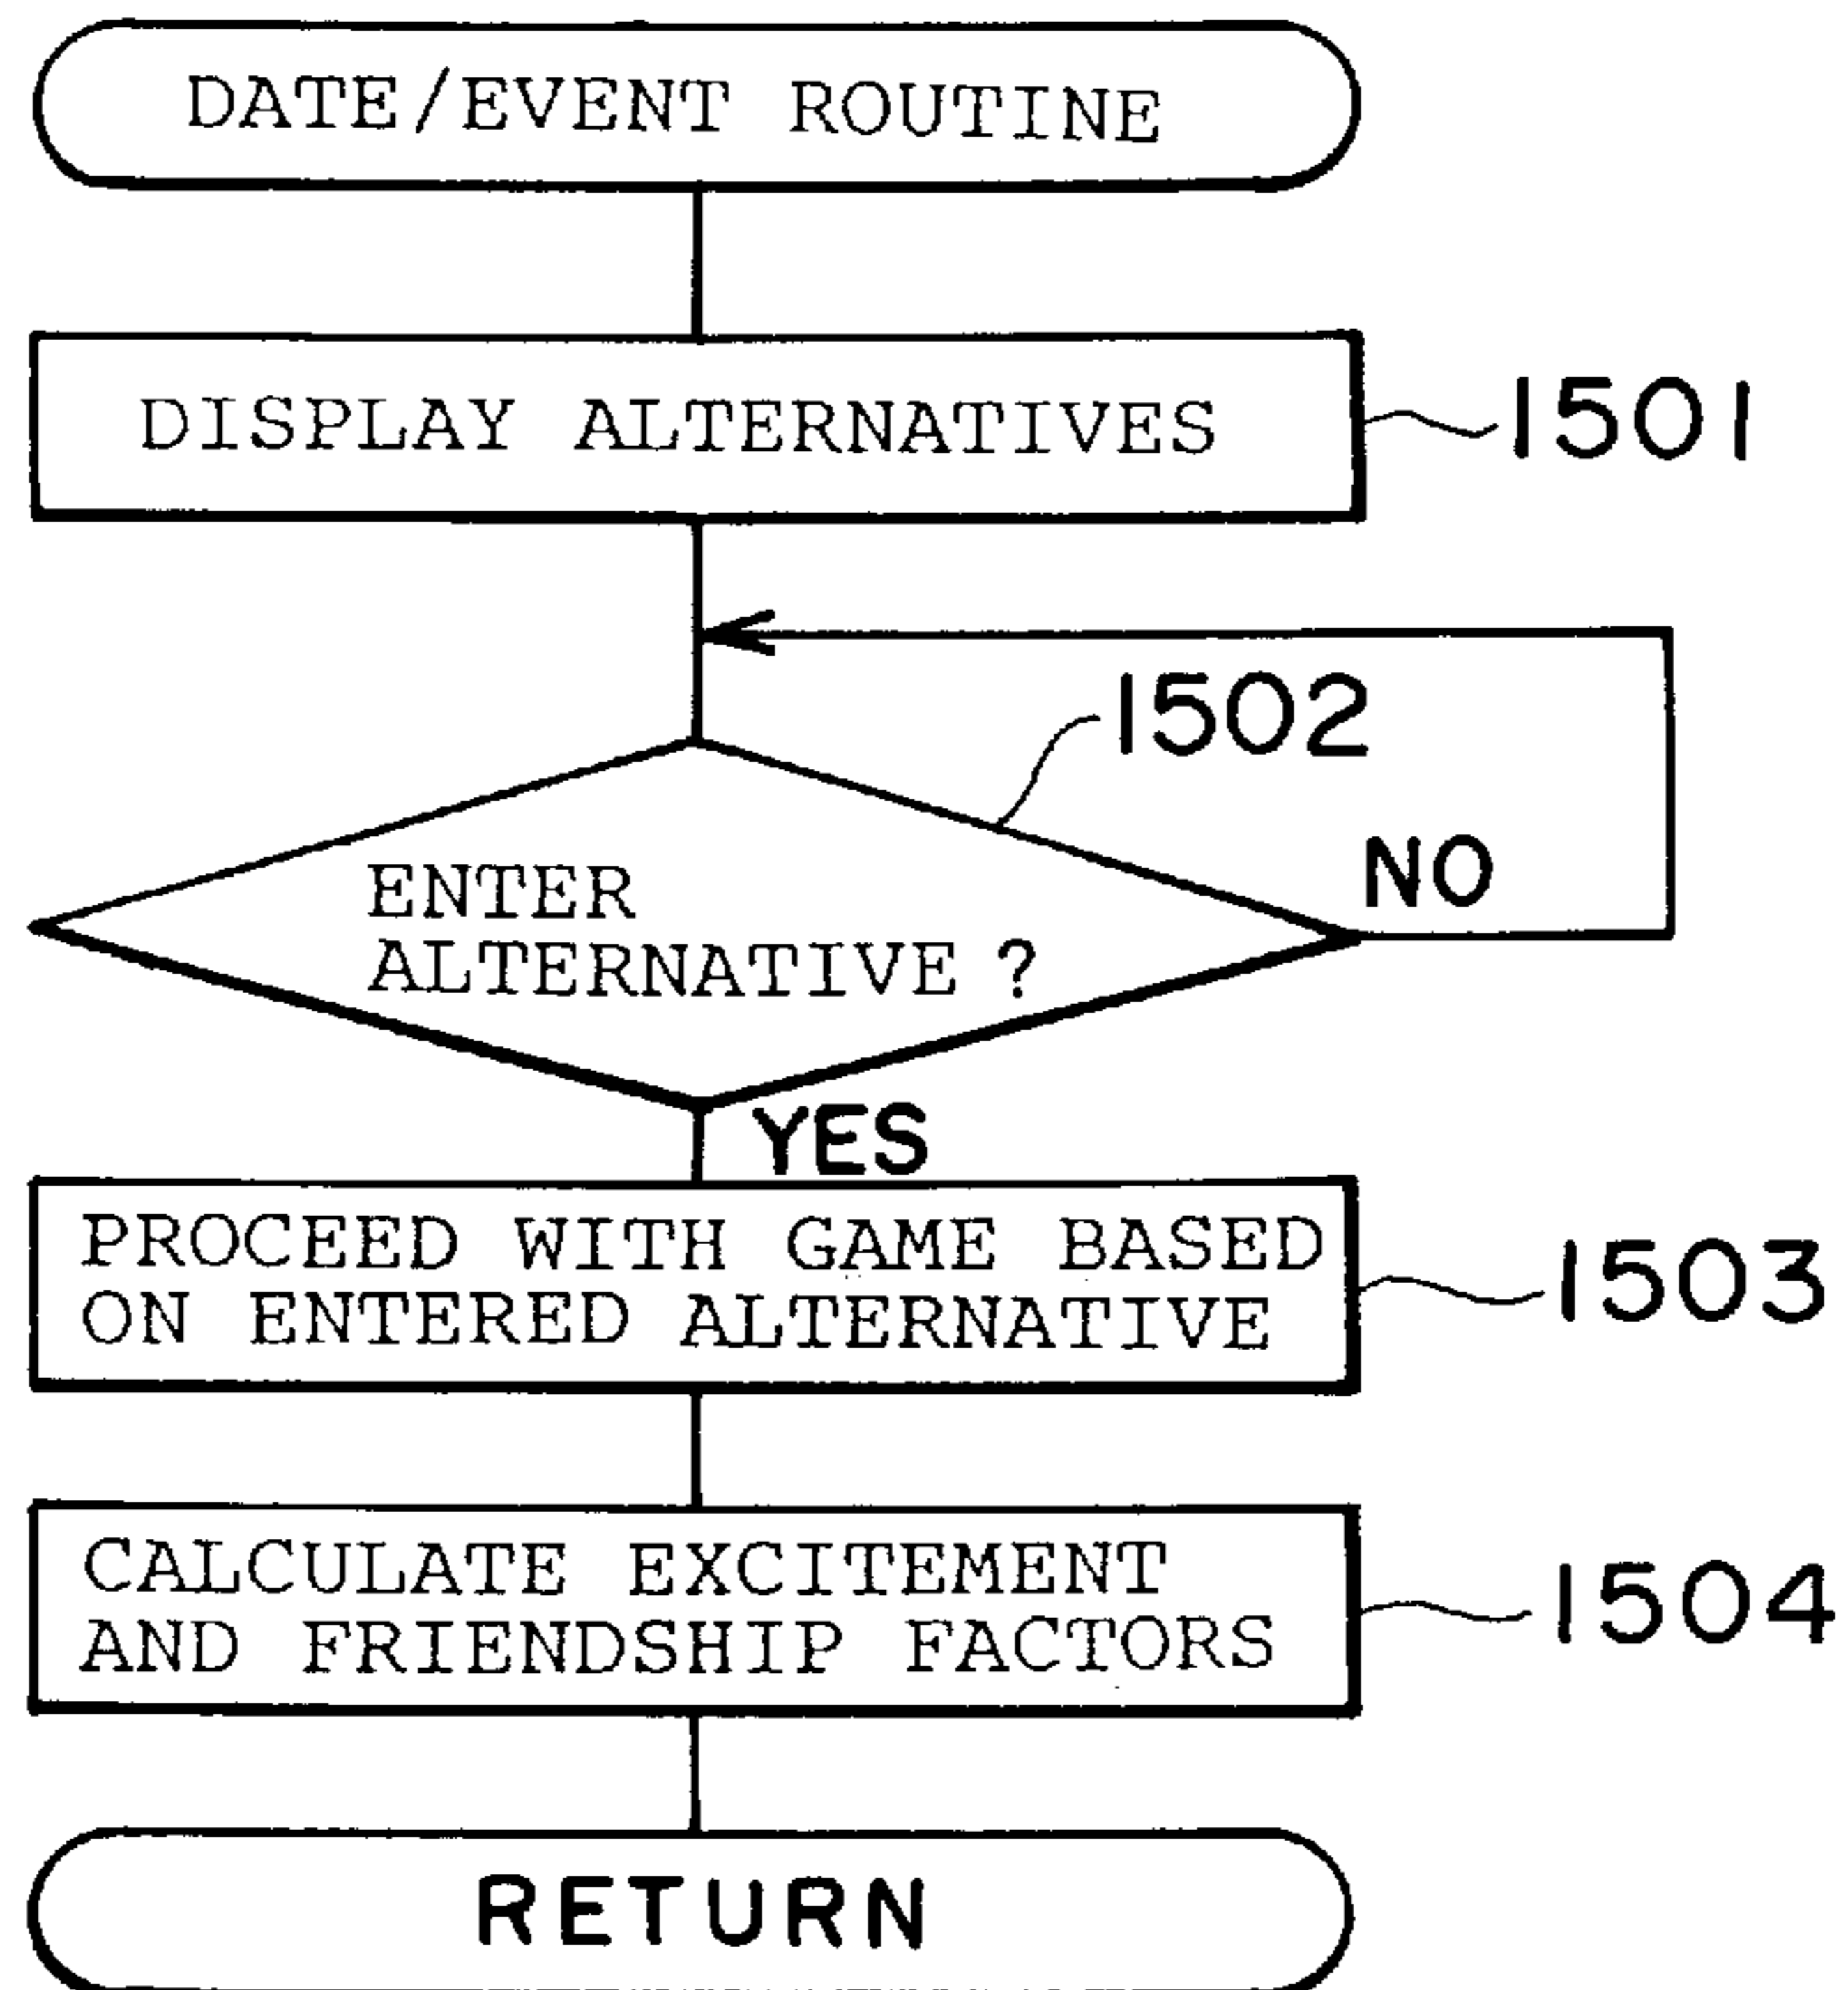 DATE/EVENT ROUTINE
DISPLAY ALTERNATIVES
1501
1502
ENTER
ALTERNATIVE ?
NO
YES
PROCEED WITH GAME BASED
ON ENTERED ALTERNATIVE
1503
CALCULATE EXCITEMENT
AND FRIENDSHIP FACTORS
1504
RETURN